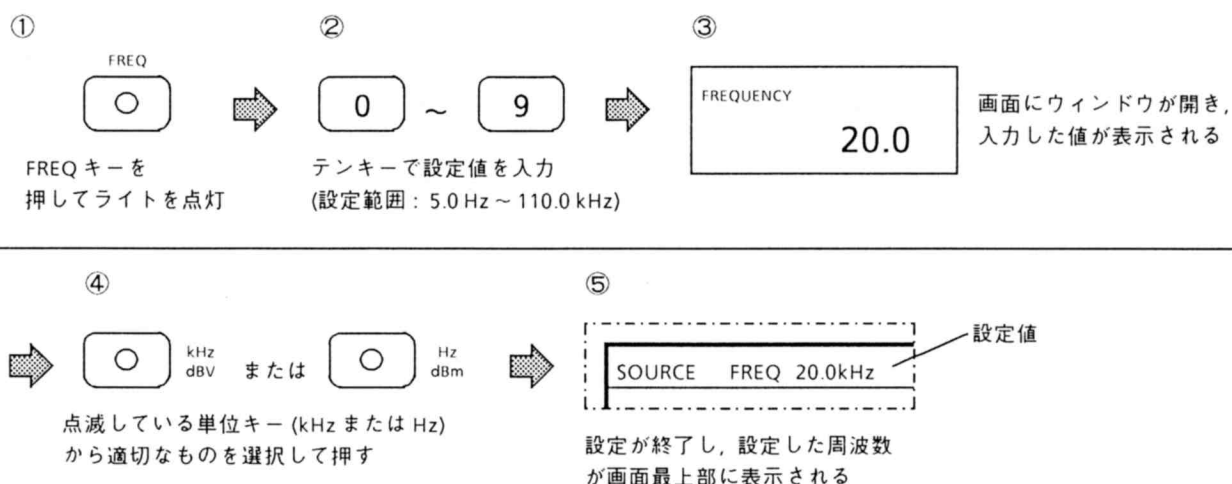 ①
FREQ
FREQ キーを
押してライトを点灯
②
0 ~ 9
テンキーで設定値を入力
(設定範囲 : 5.0 Hz ~ 110.0 kHz)
③
FREQUENCY
20.0
画面にウィンドウが開き,
入力した値が表示される
④
kHz
dBV
または
Hz
dBm
点滅している単位キー (kHz または Hz)
から適切なものを選択して押す
⑤
SOURCE FREQ 20.0kHz
設定値
設定が終了し, 設定した周波数
が画面最上部に表示される